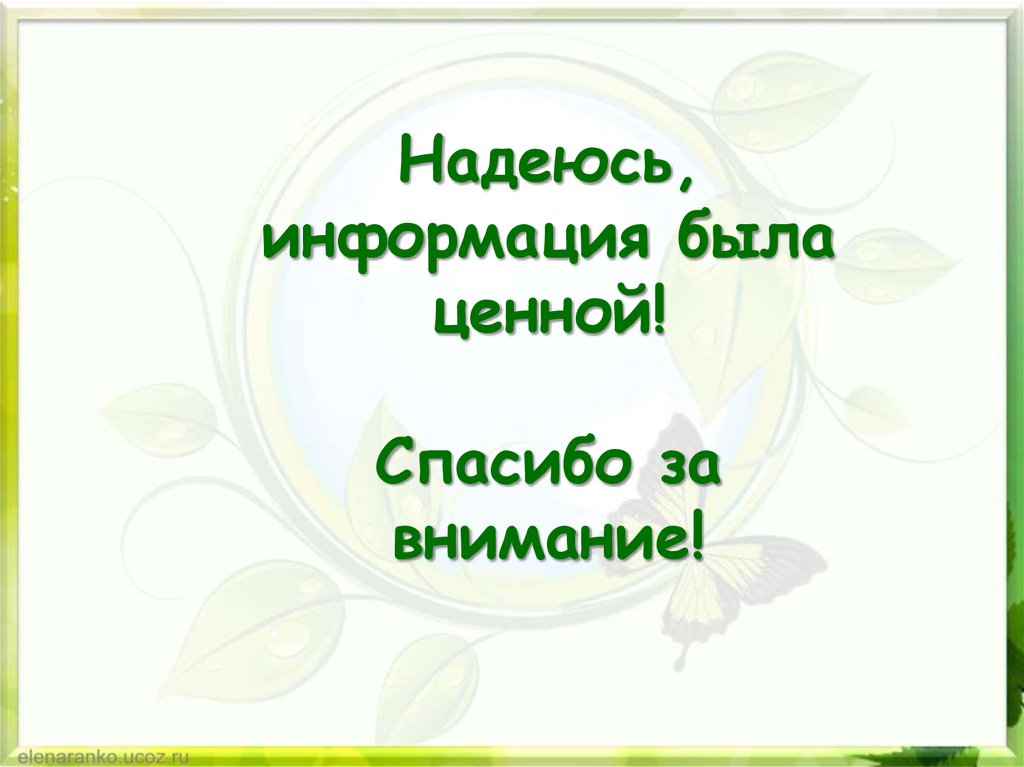 Надеюсь,
информация была
ценной!
Спасибо за
внимание!
elenaranko.ucoz.ru